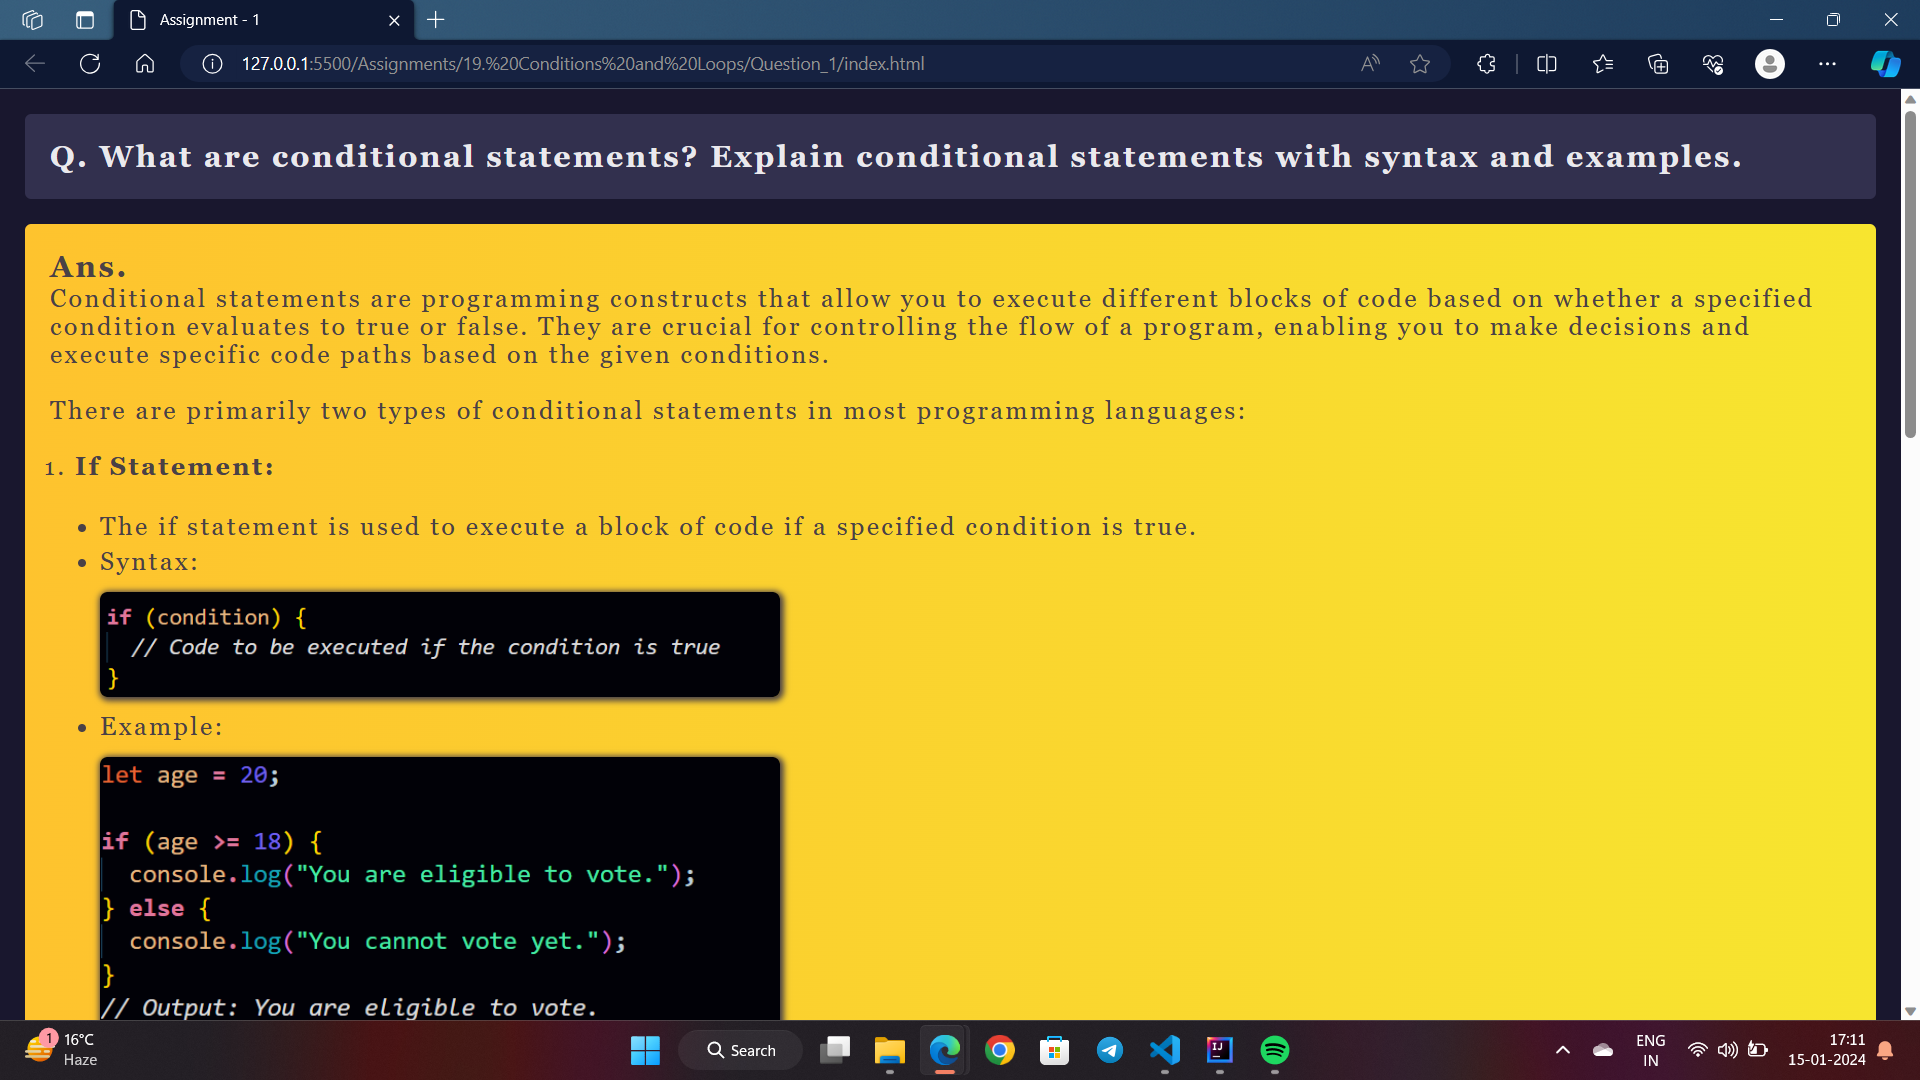 Assignment - 1
127.0.0.1:5500/Assignments/19.%20Conditions%20and%20Loops/Question_1/index.html
Q. What are conditional statements? Explain conditional statements with syntax and examples.
Ans.
Conditional statements are programming constructs that allow you to execute different blocks of code based on whether a specified
condition evaluates to true or false. They are crucial for controlling the flow of a program, enabling you to make decisions and
execute specific code paths based on the given conditions.
There are primarily two types of conditional statements in most programming languages:
1. If Statement:
• The if statement is used to execute a block of code if a specified condition is true.
• Syntax:
if (condition) {
// Code to be executed if the condition is true
}
• Example:
let age = 20;
if (age >= 18) {
console.log("You are eligible to vote.");
} else {
console.log("You cannot vote yet.");
}
// Output: You are eligible to vote.
1
16°C
Haze
Search
IJ
ENG
IN
17:11
15-01-2024